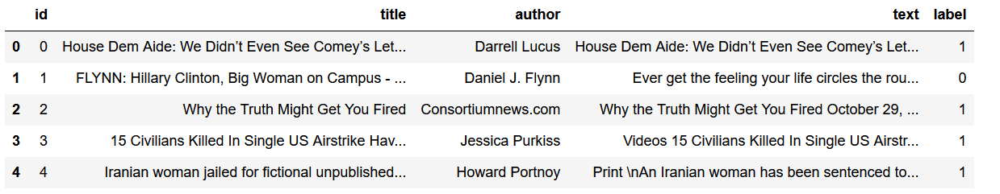 id title author text label
0 0 House Dem Aide: We Didn’t Even See Comey’s Let... Darrell Lucus House Dem Aide: We Didn’t Even See Comey’s Let... 1
1 1 FLYNN: Hillary Clinton, Big Woman on Campus - ... Daniel J. Flynn Ever get the feeling your life circles the rou... 0
2 2 Why the Truth Might Get You Fired Consortiumnews.com Why the Truth Might Get You Fired October 29, ... 1
3 3 15 Civilians Killed In Single US Airstrike Hav... Jessica Purkiss Videos 15 Civilians Killed In Single US Airstr... 1
4 4 Iranian woman jailed for fictional unpublished... Howard Portnoy Print \nAn Iranian woman has been sentenced to... 1